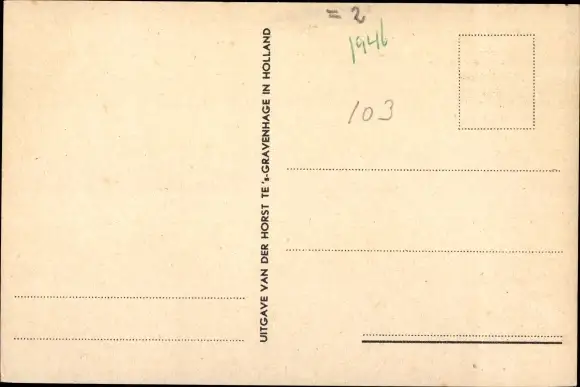 = 2
1946
103
UITGAVE VAN DER HORST TE 's-GRAVENHAGE IN HOLLAND